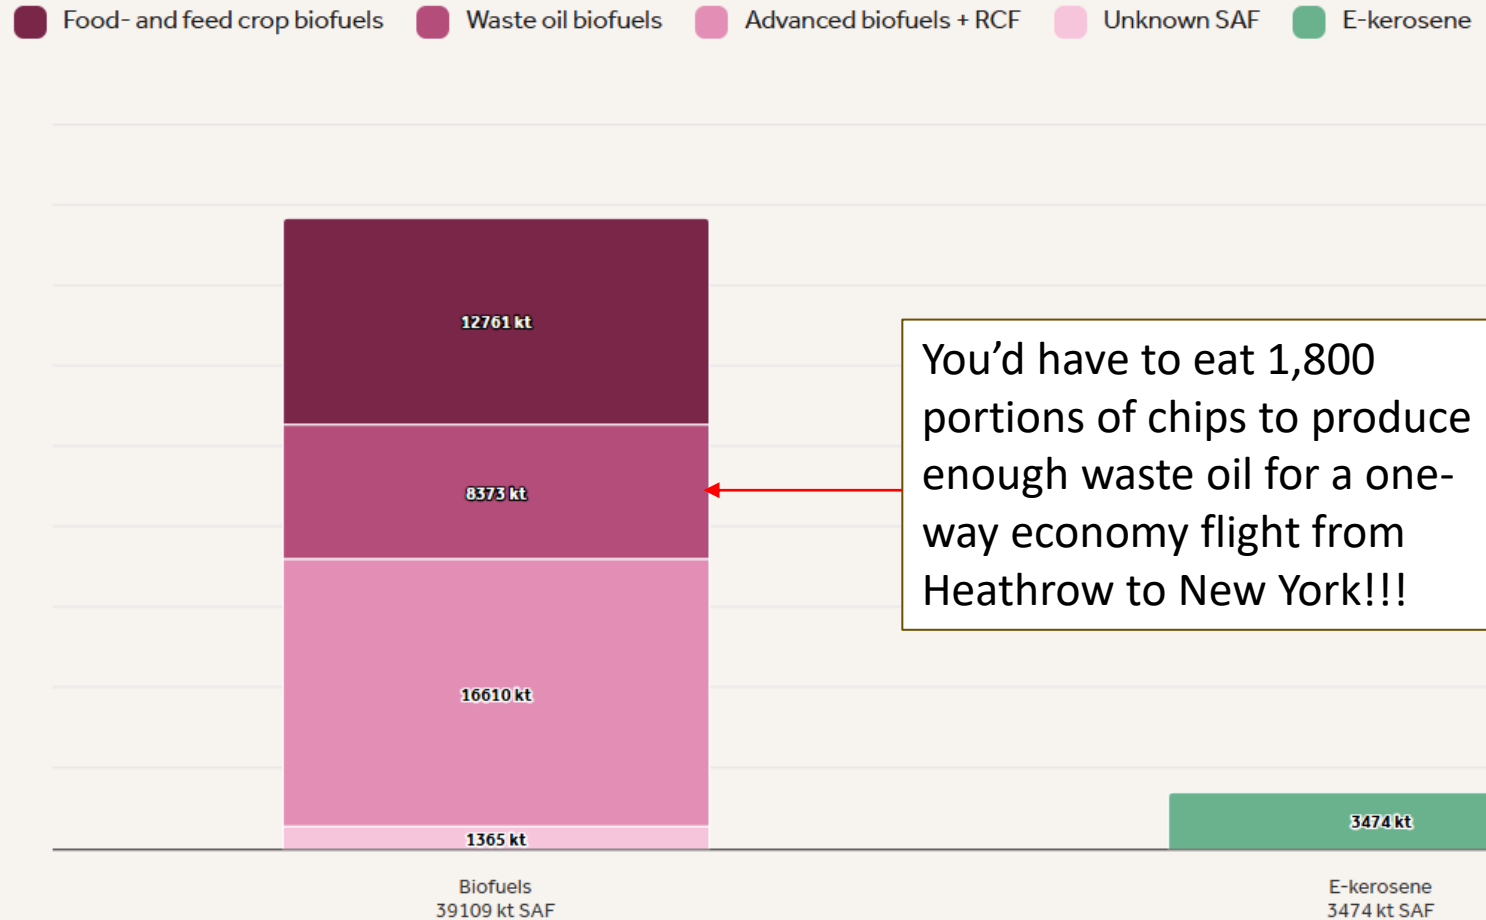 Food- and feed crop biofuels Waste oil biofuels Advanced biofuels + RCF Unknown SAF E-kerosene
12761 kt
8373 kt
16610 kt
1365 kt
You’d have to eat 1,800
portions of chips to produce
enough waste oil for a one-
way economy flight from
Heathrow to New York!!!
3474 kt
Biofuels
39109 kt SAF
E-kerosene
3474 kt SAF